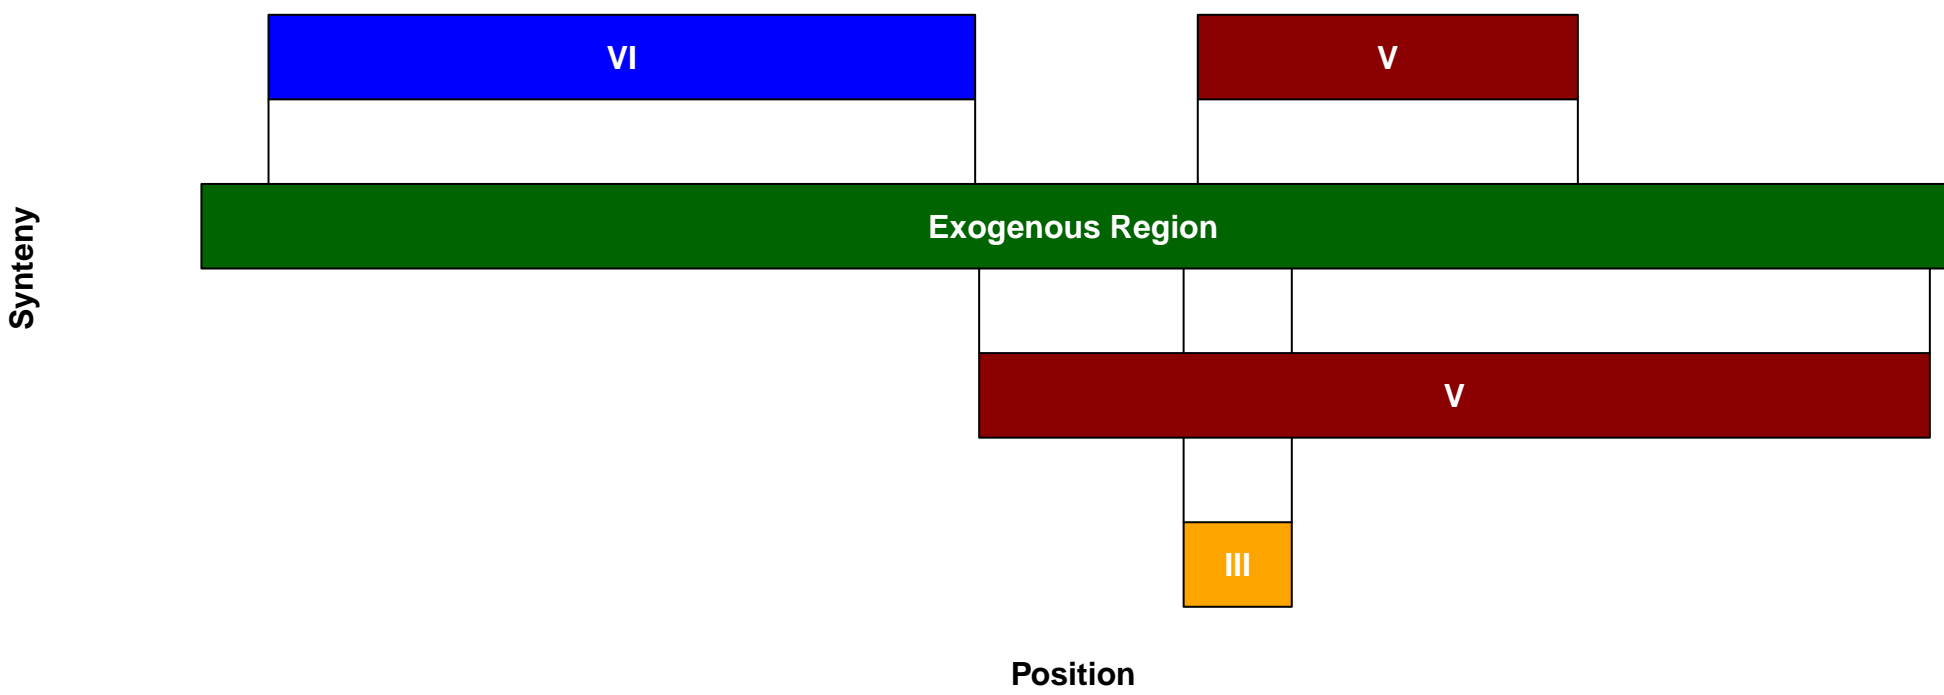 VI
V
Exogenous Region
Synteny
V
III
Position